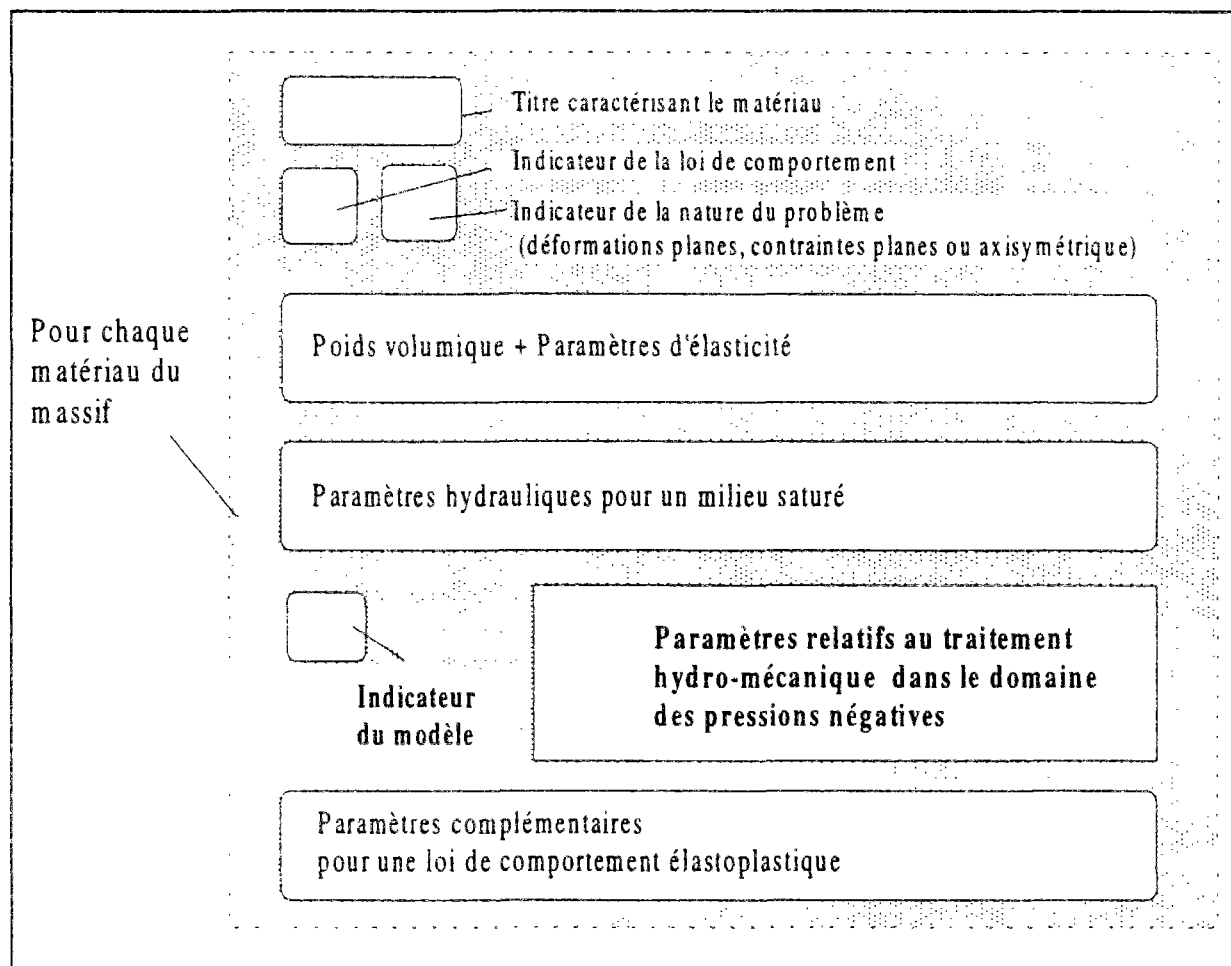 Titre caractérisant le matériau
Indicateur de la loi de comportement
Indicateur de la nature du problème
(déformations planes, contraintes planes ou axisymétrique)
Pour chaque
matériau du
massif
Poids volumique + Paramètres d'élasticité
Paramètres hydrauliques pour un milieu saturé
Indicateur
du modèle
Paramètres relatifs au traitement
hydro-mécanique dans le domaine
des pressions négatives
Paramètres complémentaires
pour une loi de comportement élastoplastique